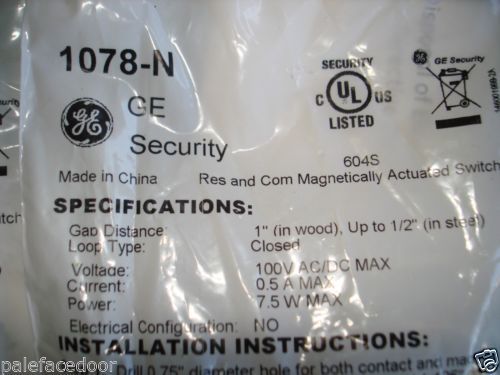 1078-N
GE
Security
SECURITY
C UL US
LISTED
GE Security
604S
Made in China
Res and Com Magnetically Actuated Switch
SPECIFICATIONS:
Gap Distance: 1" (in wood), Up to 1/2" (in steel)
Loop Type: Closed
Voltage: 100V AC/DC MAX
Current: 0.5 A MAX
Power: 7.5 W MAX
Electrical Configuration: NO
INSTALLATION INSTRUCTIONS:
Drill 0.75" diameter hole for both contact and
seller id:
palefacedoor